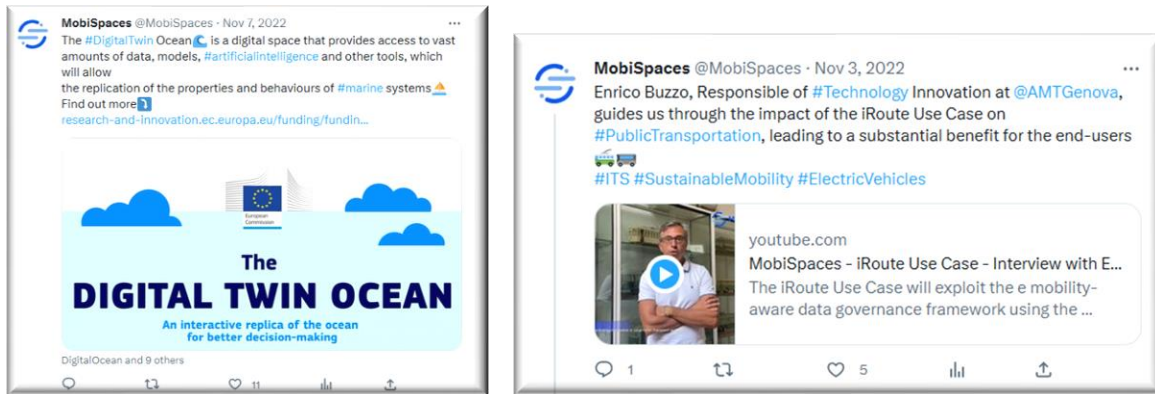 MobiSpaces @MobiSpaces · Nov 7, 2022
The #DigitalTwin Ocean🌊 is a digital space that provides access to vast
amounts of data, models, #artificialintelligence and other tools, which
will allow
the replication of the properties and behaviours of #marine systems⛵
Find out more⤵️
research-and-innovation.ec.europa.eu/funding/fundin...
European
Commission
The
DIGITAL TWIN OCEAN
An interactive replica of the ocean
for better decision-making
DigitalOcean and 9 others
11
MobiSpaces @MobiSpaces · Nov 3, 2022
Enrico Buzzo, Responsible of #Technology Innovation at @AMTGenova,
guides us through the impact of the iRoute Use Case on
#PublicTransportation, leading to a substantial benefit for the end-users
🚎🚃
#ITS #SustainableMobility #ElectricVehicles
youtube.com
MobiSpaces - iRoute Use Case - Interview with E...
The iRoute Use Case will exploit the e mobility-
aware data governance framework using the ...
1
5